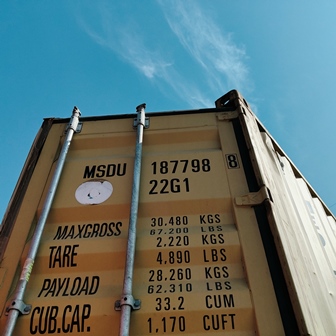 MSDU 187798 8
22G1
MAXGROSS 30.480 KGS
67.200 LBS
TARE 2.220 KGS
4,890 LBS
PAYLOAD 28,260 KGS
62.310 LBS
CUB.CAP. 33.2 CUM
1.170 CUFT